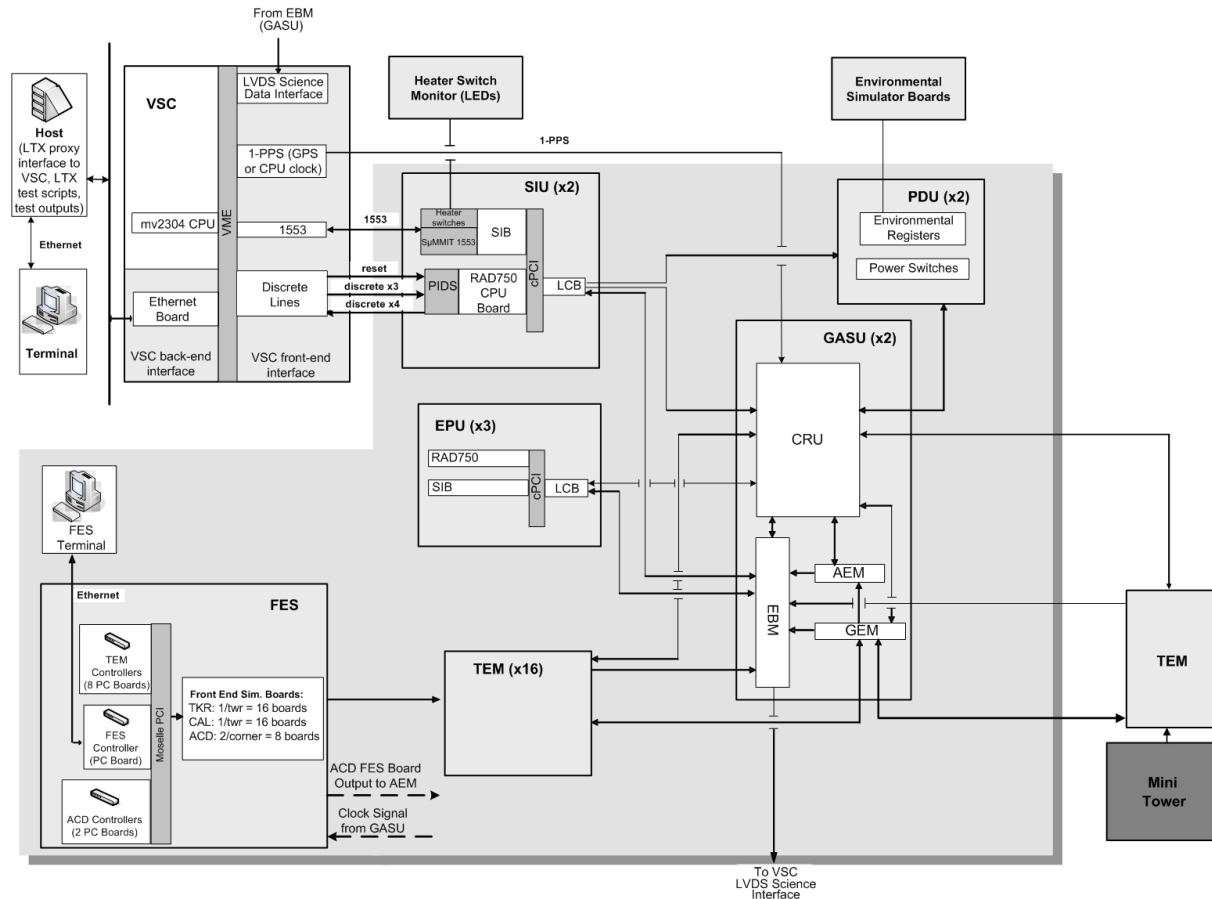 From EBM
(GASU)
VSC
LVDS Science
Data Interface
Heater Switch
Monitor (LEDs)
Environmental
Simulator Boards
Host
(LTX proxy
interface to
VSC, LTX
test scripts,
test outputs)
1-PPS (GPS
or CPU clock)
1-PPS
mv2304 CPU
VME
1553
1553
Ethernet
Terminal
Ethernet
Board
Discrete
Lines
reset
discrete x3
discrete x4
VSC back-end
interface
VSC front-end
interface
SIU (x2)
Heater
switches
SµMMIT 1553
SIB
cPCI
PIDS
RAD750
CPU
Board
LCB
PDU (x2)
Environmental
Registers
Power Switches
GASU (x2)
CRU
EPU (x3)
RAD750
SIB
cPCI
LCB
AEM
EBM
GEM
FES
Terminal
Ethernet
FES
TEM
Controllers
(8 PC Boards)
FES
Controller
(PC Board)
ACD Controllers
(2 PC Boards)
Moselle PCI
Front End Sim. Boards:
TKR: 1/twr = 16 boards
CAL: 1/twr = 16 boards
ACD: 2/corner = 8 boards
TEM (x16)
ACD FES Board
Output to AEM
Clock Signal
from GASU
TEM
Mini
Tower
To VSC
LVDS Science
Interface